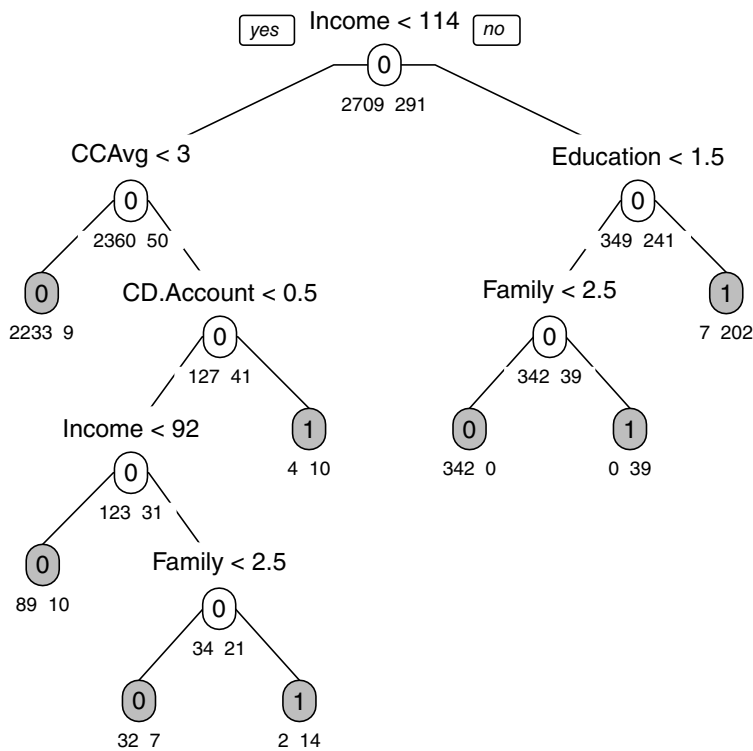 yes Income < 114 no
0
2709 291
CCAvg < 3 Education < 1.5
0 0
2360 50 349 241
0 CD.Account < 0.5 Family < 2.5 1
2233 9 0 0 7 202
127 41 342 39
Income < 92 1 0 1
0 4 10 342 0 0 39
123 31
0 Family < 2.5
89 10 0
34 21
0 1
32 7 2 14